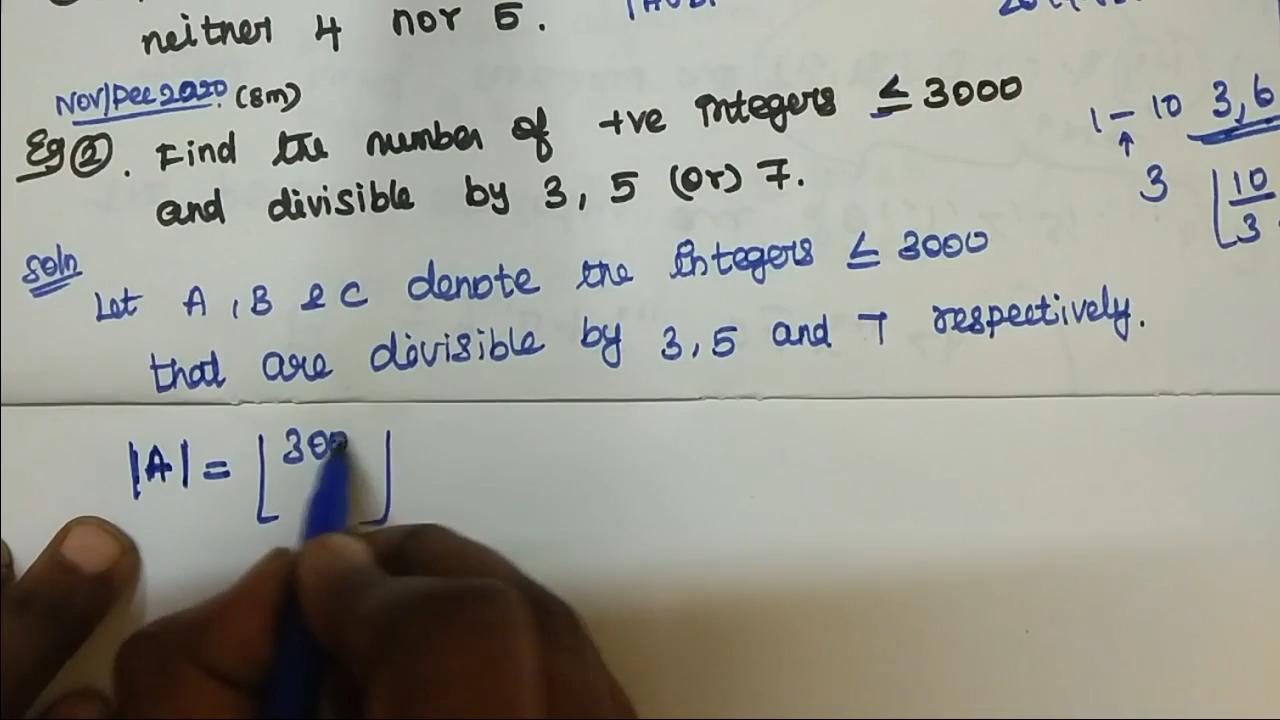 neither 4 nor 5.
Nov/Dec 2020 (8m)
Eg ②. Find the number of +ve integers ≤ 3000
and divisible by 3, 5 (or) 7.
Soln
Let A, B & C denote the integers ≤ 3000
that are divisible by 3, 5 and 7 respectively.
|A| = ⌊ 300 ⌋
1 – 10 3, 6
↑
3 ⌊ 10
3